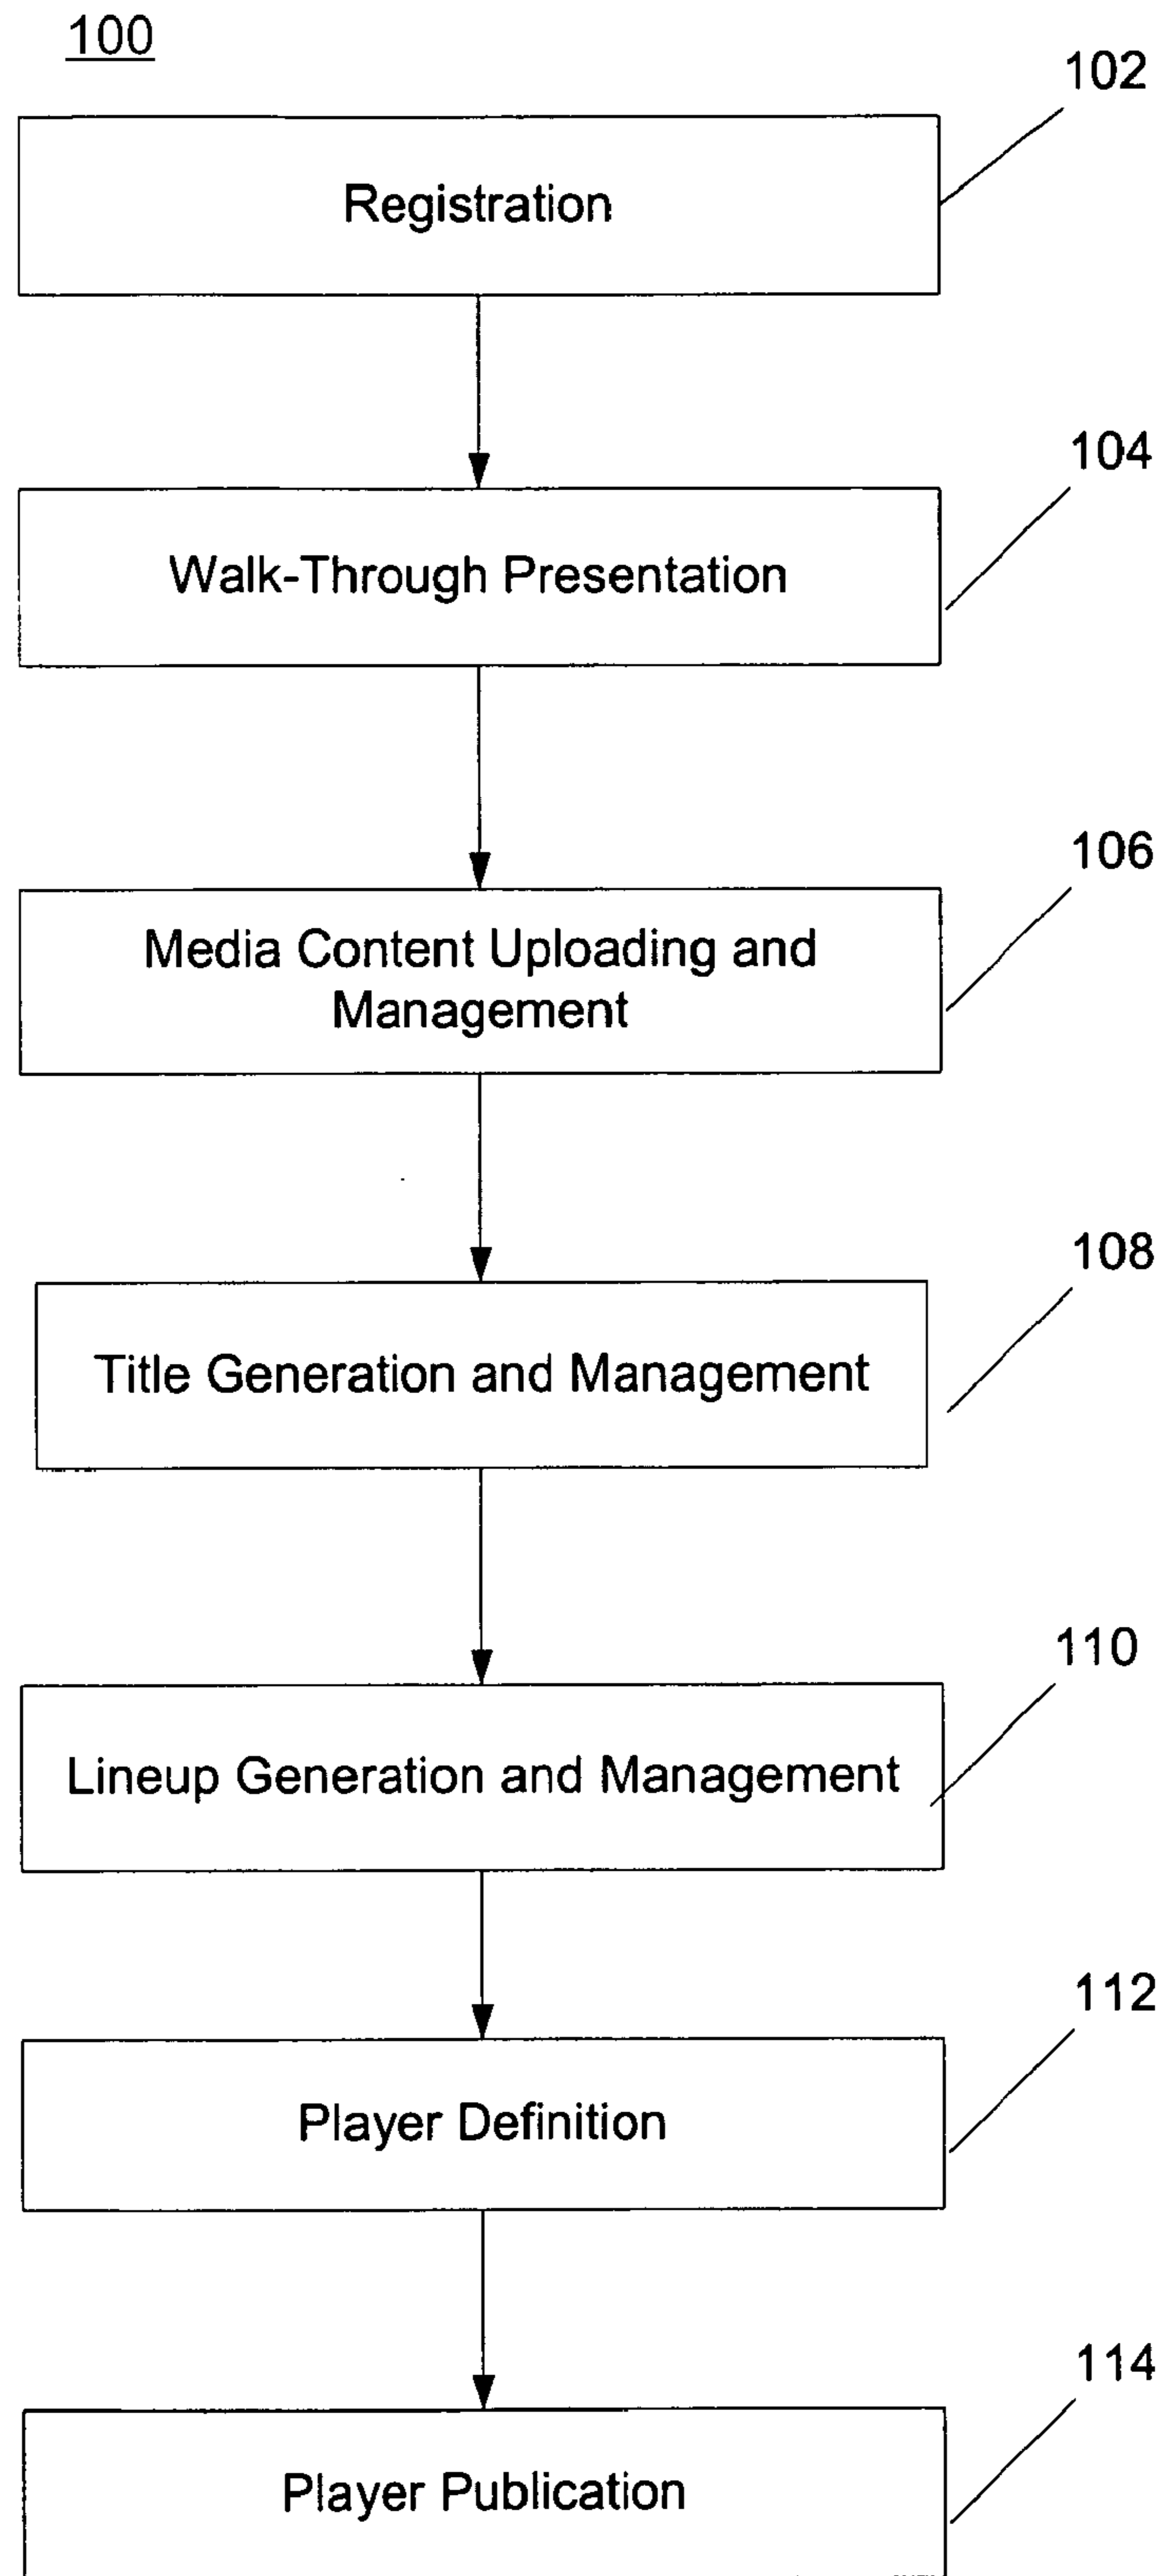 100
102
Registration
104
Walk-Through Presentation
106
Media Content Uploading and
Management
108
Title Generation and Management
110
Lineup Generation and Management
112
Player Definition
114
Player Publication